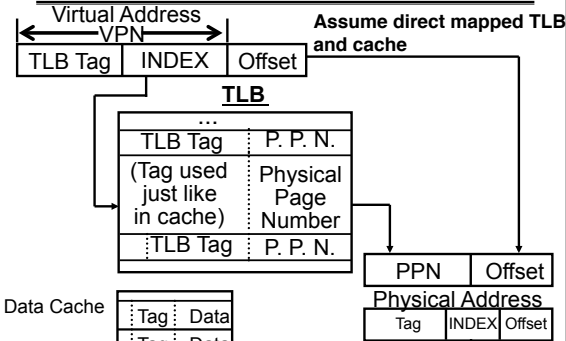 Virtual Address
VPN
Assume direct mapped TLB
and cache
TLB Tag INDEX Offset
TLB
...
TLB Tag P. P. N.
(Tag used
just like
in cache)
Physical
Page
Number
TLB Tag P. P. N.
PPN Offset
Physical Address
Data Cache
Tag Data
Tag INDEX Offset
Tag Data